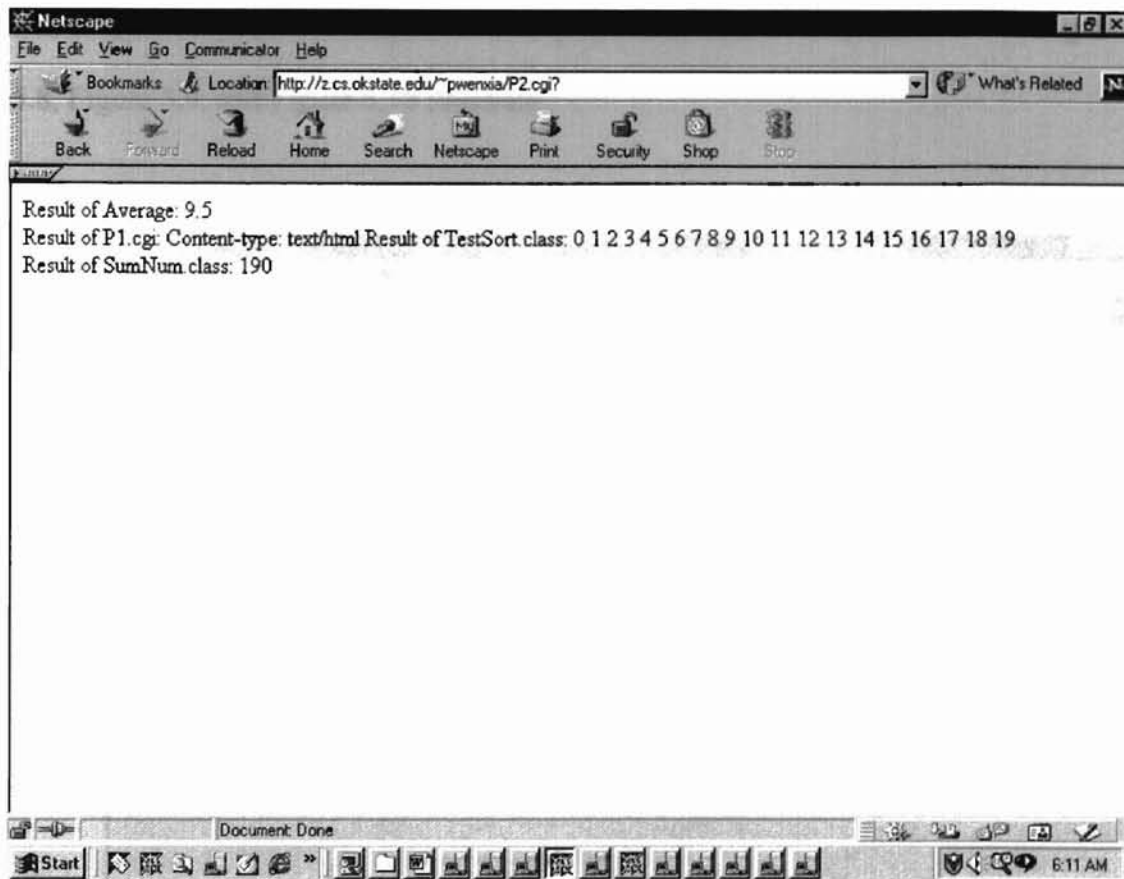 Netscape
File Edit View Go Communicator Help
Bookmarks Location: http://z.cs.okstate.edu/~pwenxia/P2.cgi? What's Related N
My
Back Forward Reload Home Search Netscape Print Security Shop Stop
Result of Average: 9.5
Result of P1.cgi: Content-type: text/html Result of TestSort.class: 0 1 2 3 4 5 6 7 8 9 10 11 12 13 14 15 16 17 18 19
Result of SumNum.class: 190
Document: Done
Start » 6:11 AM